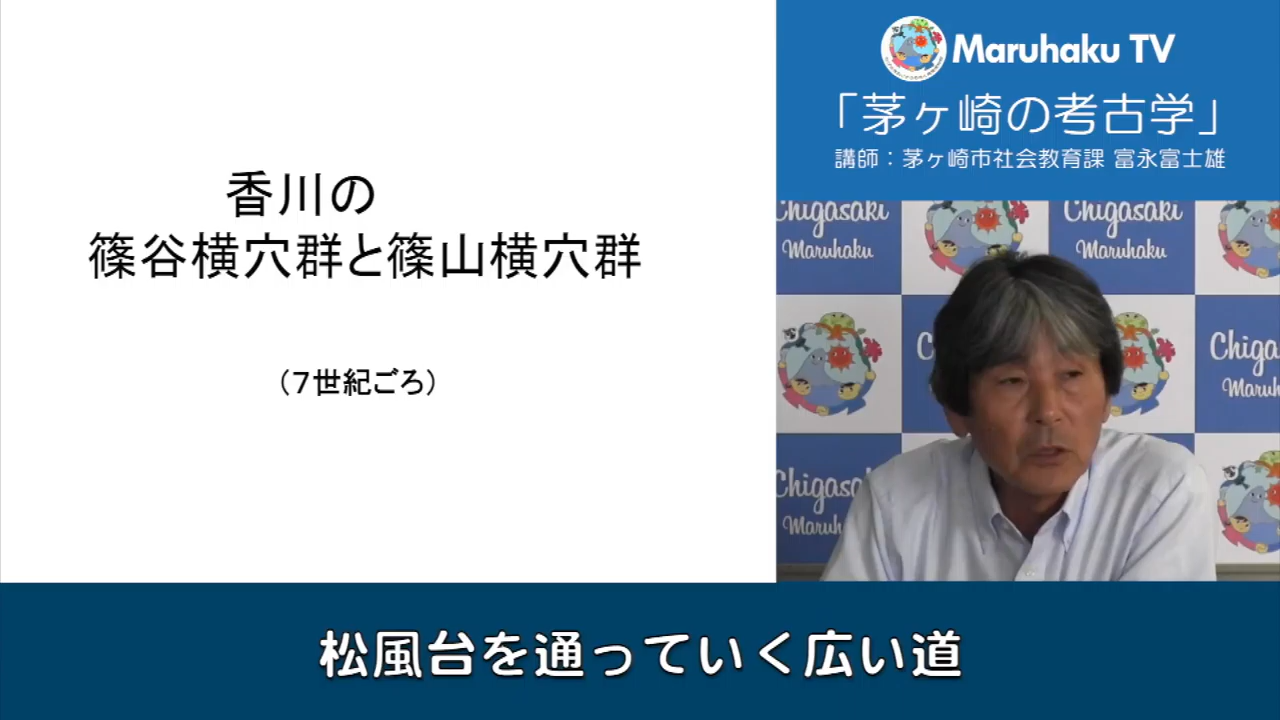 香川の
篠谷横穴群と篠山横穴群
（７世紀ごろ）
Maruhaku TV
「茅ヶ崎の考古学」
講師：茅ヶ崎市社会教育課 富永富士雄
Chigasaki
Maruhaku
Chigasaki
Maruhaku
Chigasaki
Maruhaku
松風台を通っていく広い道